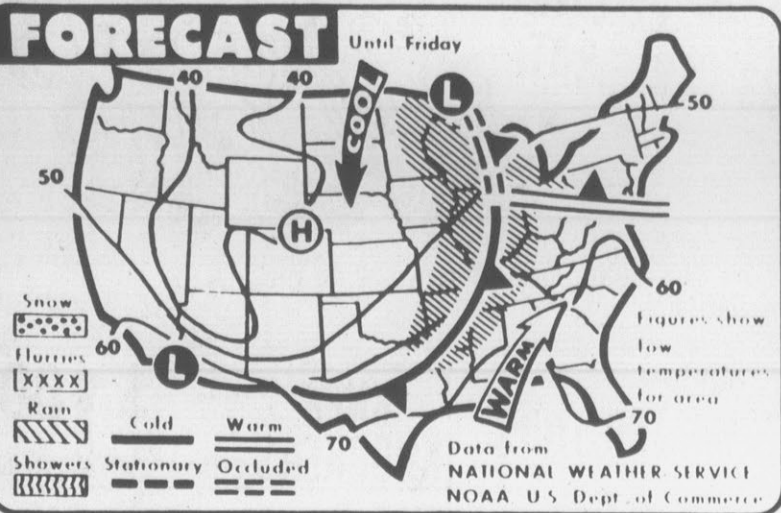 FORECAST
Until Friday
40
40
L
COOL
50
50
H
Snow
60
Figures show
60
low
Flurries
XXXX
L
temperatures
WARM
for area
Rain
Cold
Warm
70
70
Data from
Showers
Stationary
Occluded
NATIONAL WEATHER SERVICE
NOAA U S Dept. of Commerce